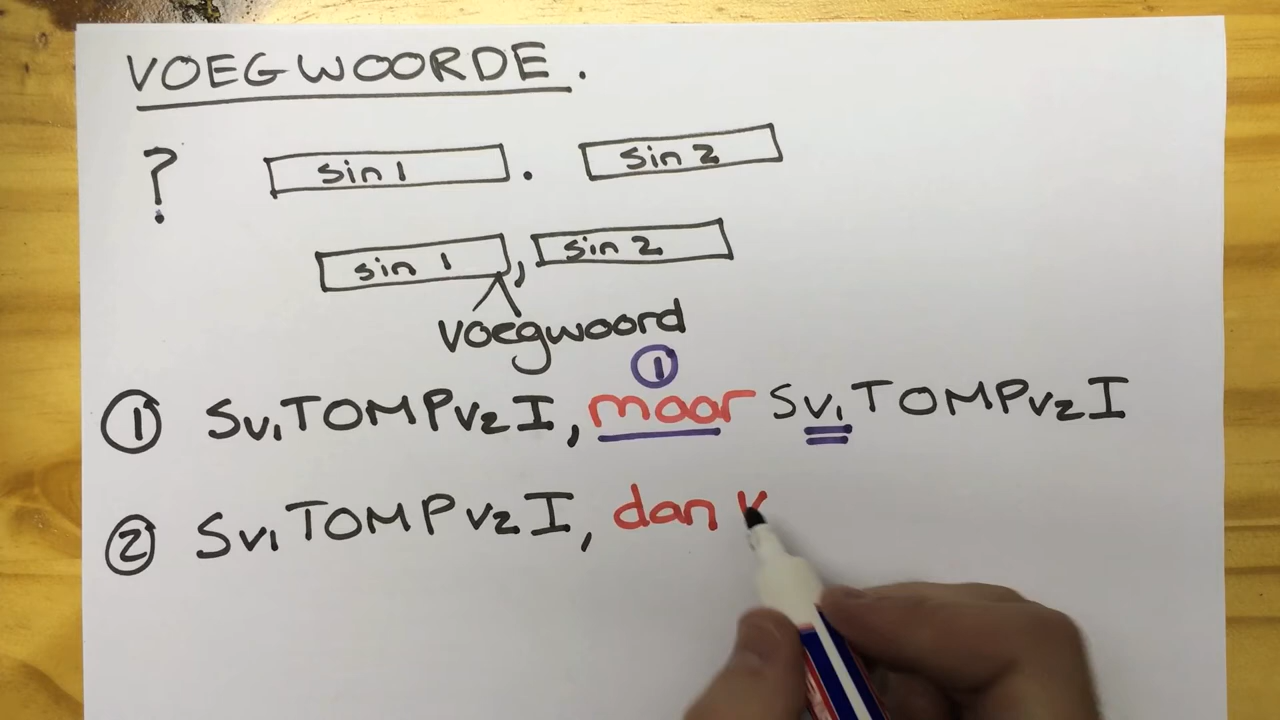 VOEGWOORDE.
? sin 1 . sin 2
sin 1 , sin 2
voegwoord
①
① Sv₁TOMPv₂I, maar Sv₁TOMPv₂I
② Sv₁TOMPv₂I, dan v